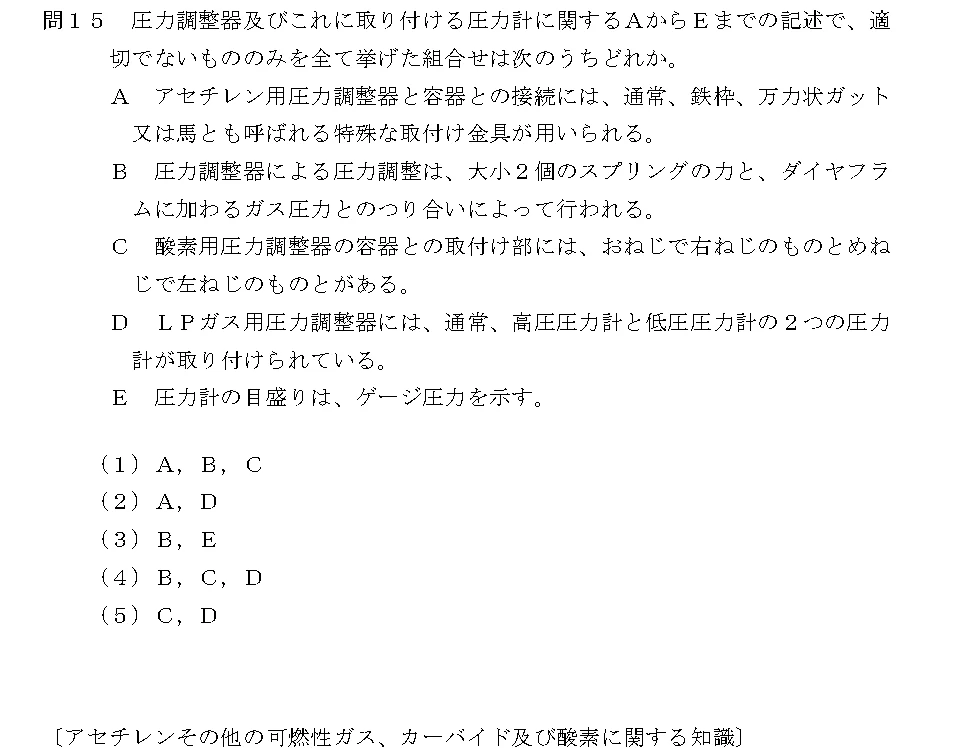 問15　圧力調整器及びこれに取り付ける圧力計に関するAからEまでの記述で、適
切でないもののみを全て挙げた組合せは次のうちどれか。
A　アセチレン用圧力調整器と容器との接続には、通常、鉄枠、万力状ガット
又は馬とも呼ばれる特殊な取付け金具が用いられる。
B　圧力調整器による圧力調整は、大小2個のスプリングの力と、ダイヤフラ
ムに加わるガス圧力とのつり合いによって行われる。
C　酸素用圧力調整器の容器との取付け部には、おねじで右ねじのものとめね
じで左ねじのものとがある。
D　LPガス用圧力調整器には、通常、高圧圧力計と低圧圧力計の2つの圧力
計が取り付けられている。
E　圧力計の目盛りは、ゲージ圧力を示す。
（1）A，B，C
（2）A，D
（3）B，E
（4）B，C，D
（5）C，D
〔アセチレンその他の可燃性ガス、カーバイド及び酸素に関する知識〕